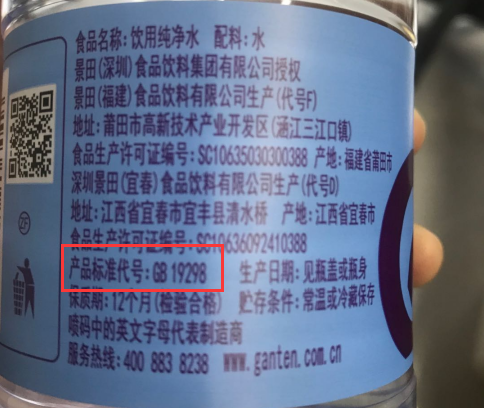 食品名称:饮用纯净水 配料:水
景田(深圳)食品饮料集团有限公司授权
景田(福建)食品饮料有限公司生产(代号F)
地址:莆田市高新技术产业开发区(涵江三江口镇)
食品生产许可证编号:SC10635030300388 产地:福建省莆田市
深圳景田(宜春)食品饮料有限公司生产(代号D)
地址:江西省宜春市宜丰县清水桥 产地:江西省宜春市
食品生产许可证编号:SC10636092410388
产品标准代号:GB 19298 生产日期:见瓶盖或瓶身
保质期:12个月(检验合格) 贮存条件:常温或冷藏保存
喷码中的英文字母代表制造商
服务热线:400 883 8238 www.ganten.com.cn